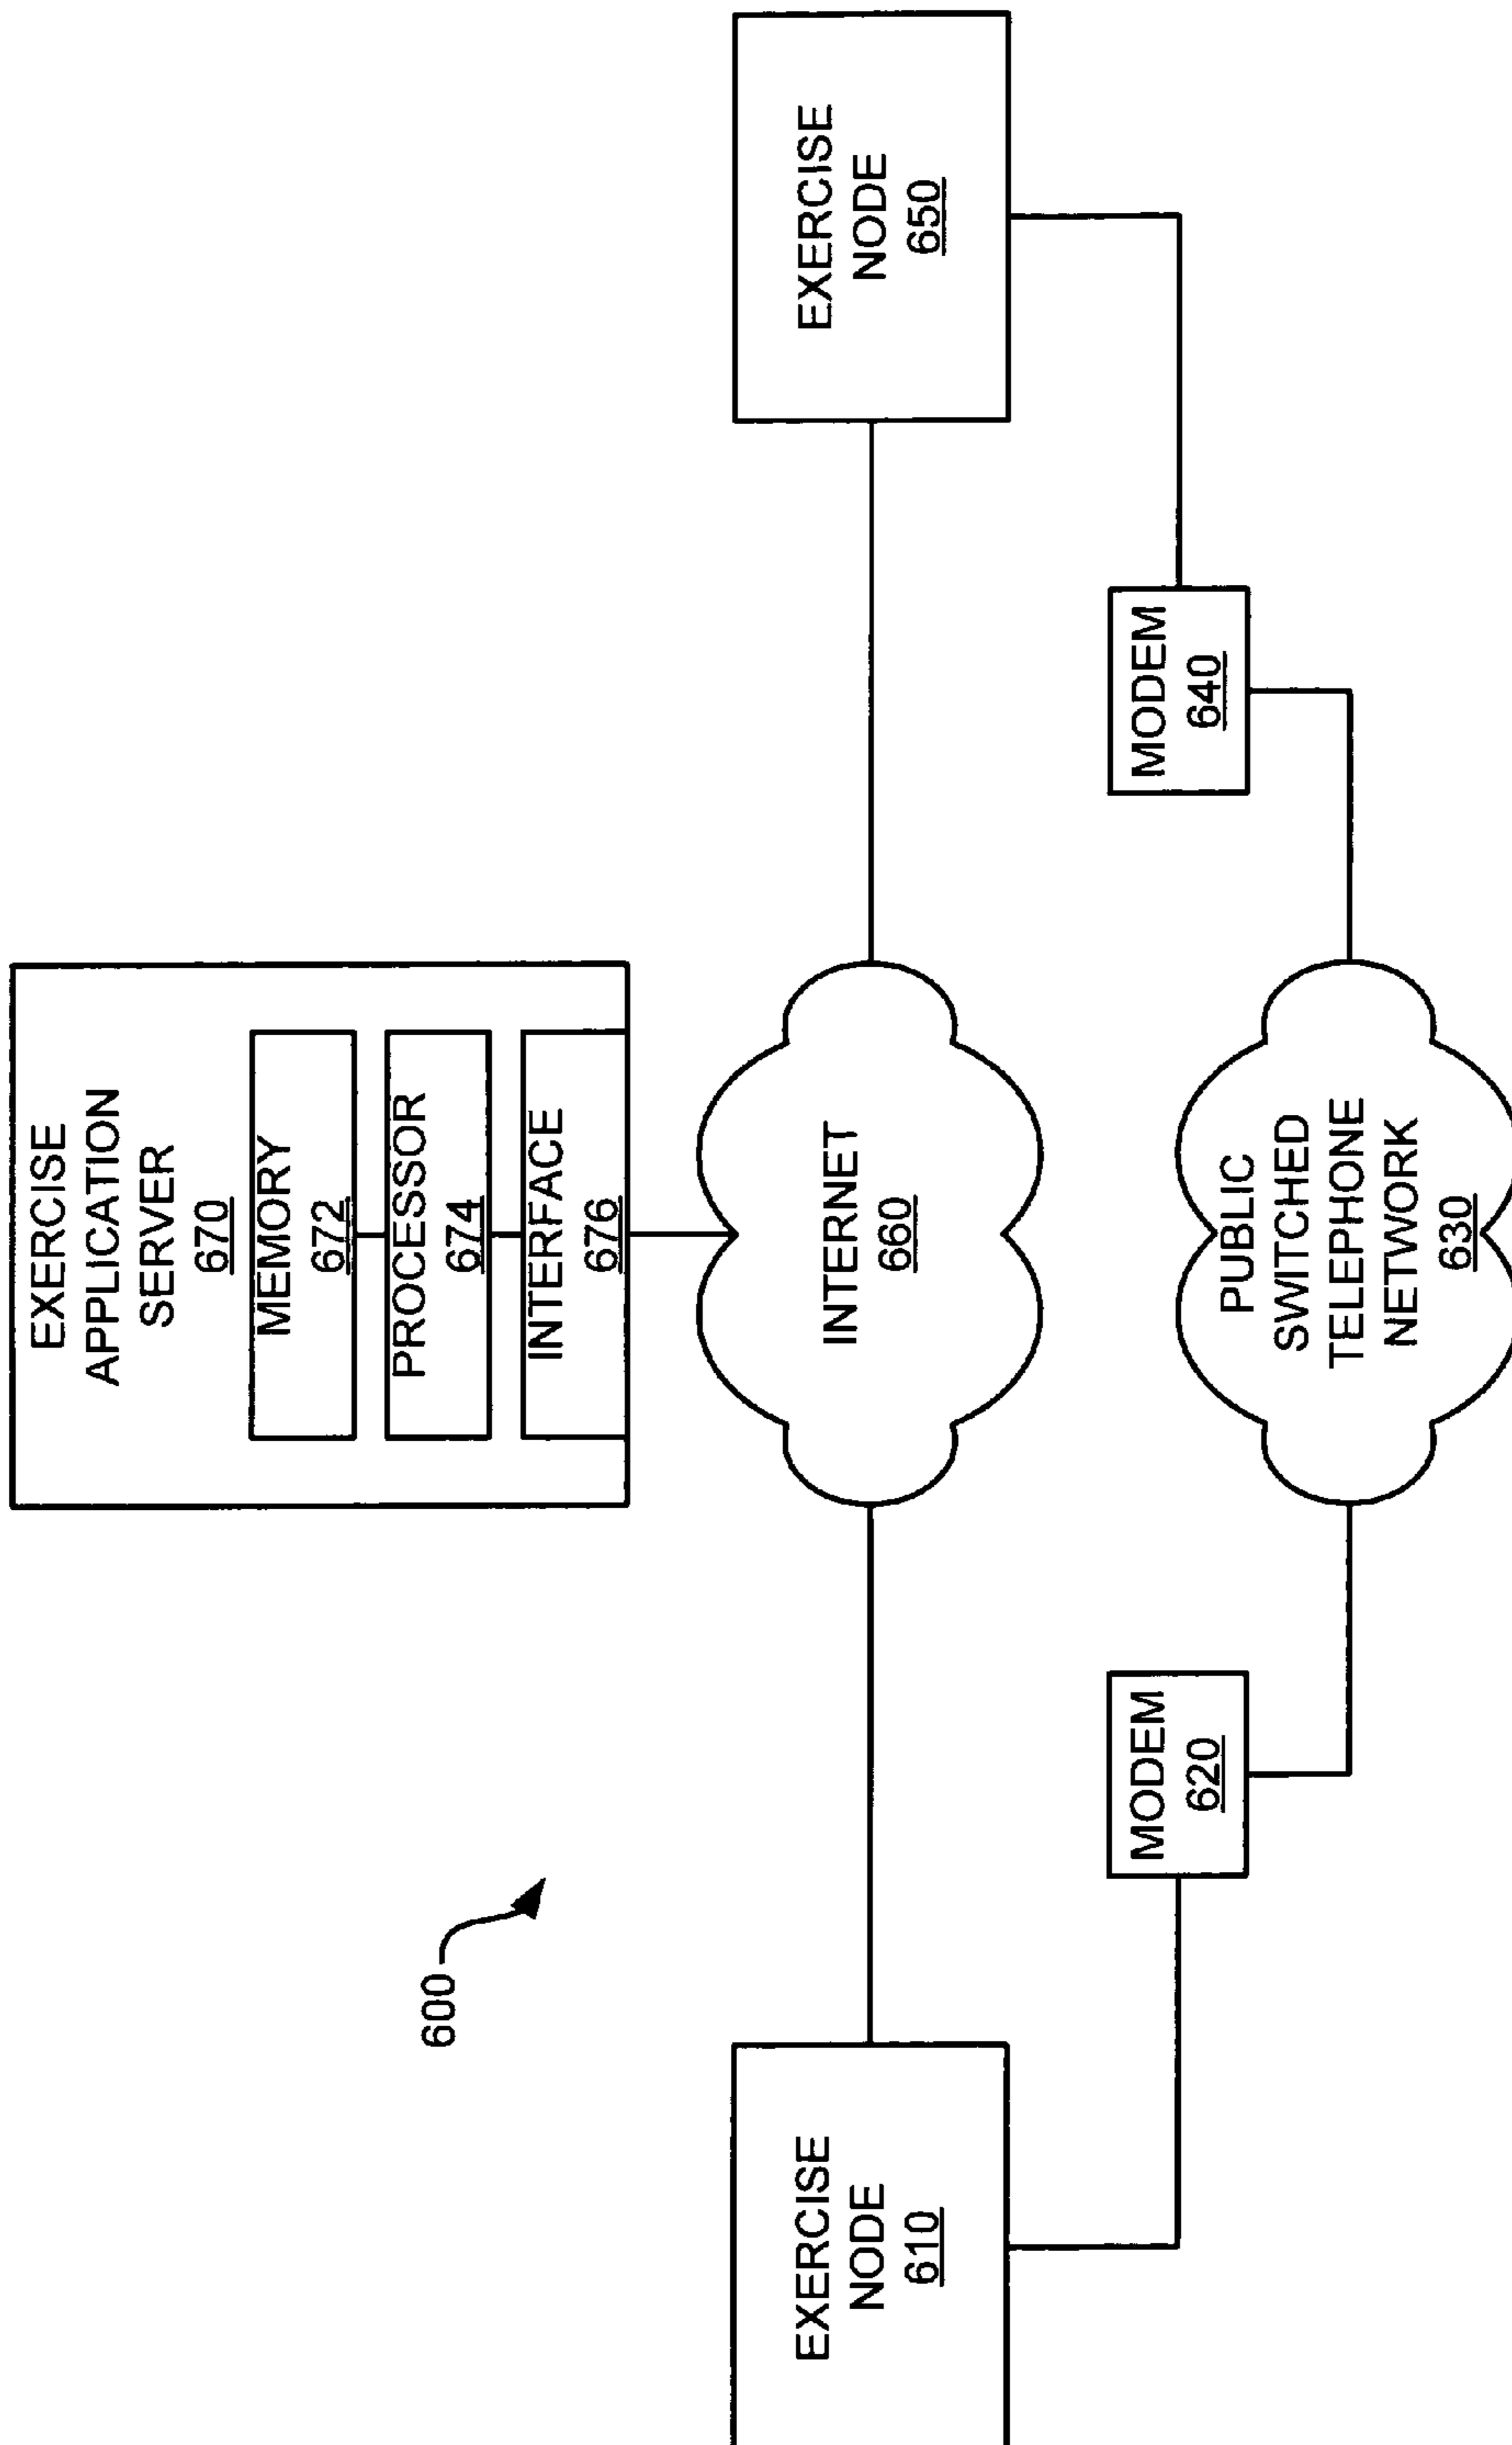 EXERCISE
APPLICATION
SERVER
670
MEMORY
672
PROCESSOR
674
INTERFACE
676
600
EXERCISE
NODE
610
INTERNET
660
EXERCISE
NODE
650
MODEM
620
MODEM
640
PUBLIC
SWITCHED
TELEPHONE
NETWORK
630